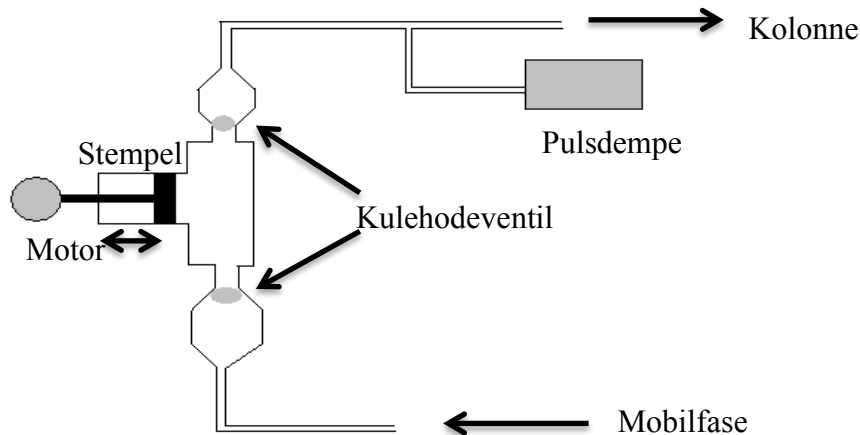 Kolonne
Pulsdempe
Stempel
Kulehodeventil
Motor
Mobilfase